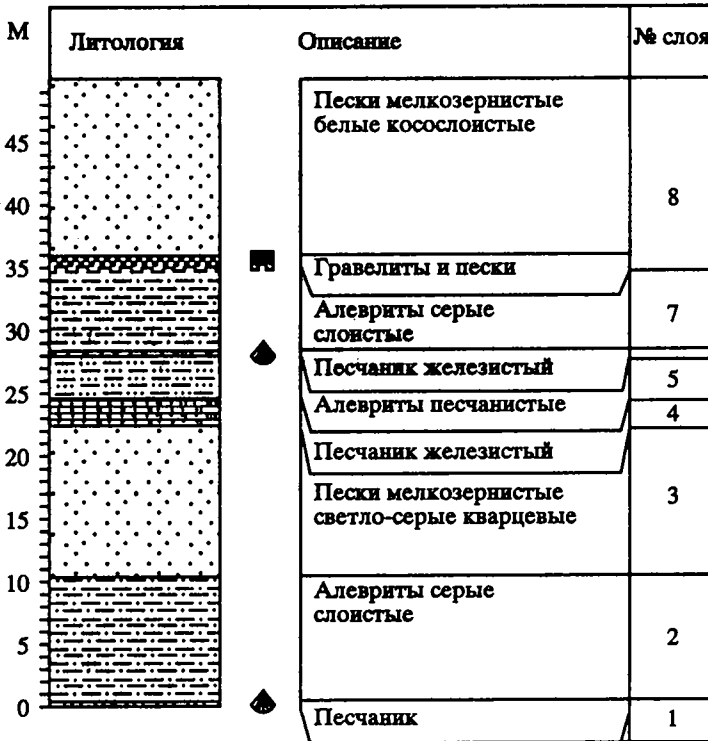 М
Литология
Описание
№ слоя
45
40
35
30
25
20
15
10
5
0
Пески мелкозернистые
белые косослоистые
Гравелиты и пески
Алевриты серые
слоистые
Песчаник железистый
Алевриты песчанистые
Песчаник железистый
Пески мелкозернистые
светло-серые кварцевые
Алевриты серые
слоистые
Песчаник
8
7
5
4
3
2
1